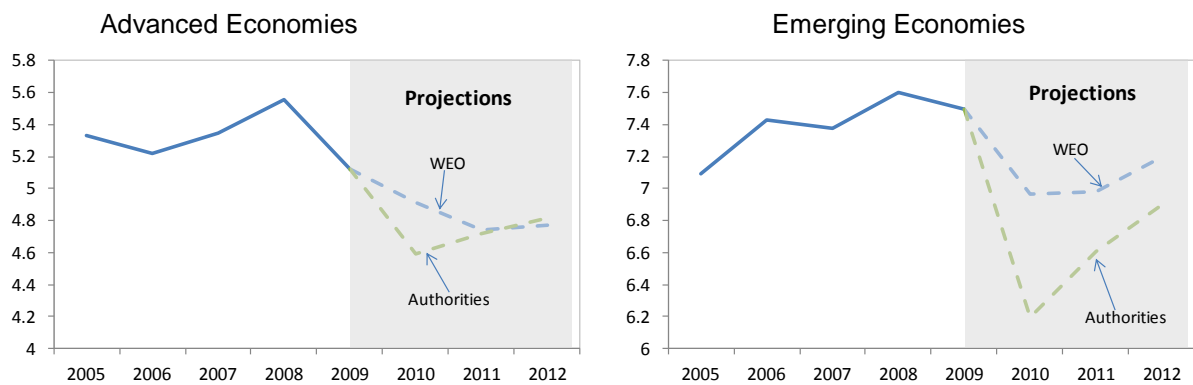 Advanced Economies
5.8
5.6
5.4
5.2
5
4.8
4.6
4.4
4.2
4
Projections
WEO
Authorities
2005 2006 2007 2008 2009 2010 2011 2012
Emerging Economies
7.8
7.6
7.4
7.2
7
6.8
6.6
6.4
6.2
6
Projections
WEO
Authorities
2005 2006 2007 2008 2009 2010 2011 2012